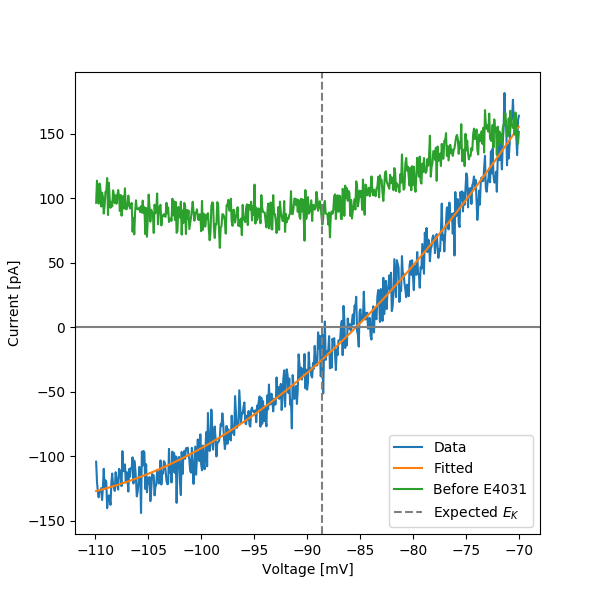 Current [pA]
150
100
50
0
−50
−100
−150
−110 −105 −100 −95 −90 −85 −80 −75 −70
Voltage [mV]
Data
Fitted
Before E4031
Expected E_K